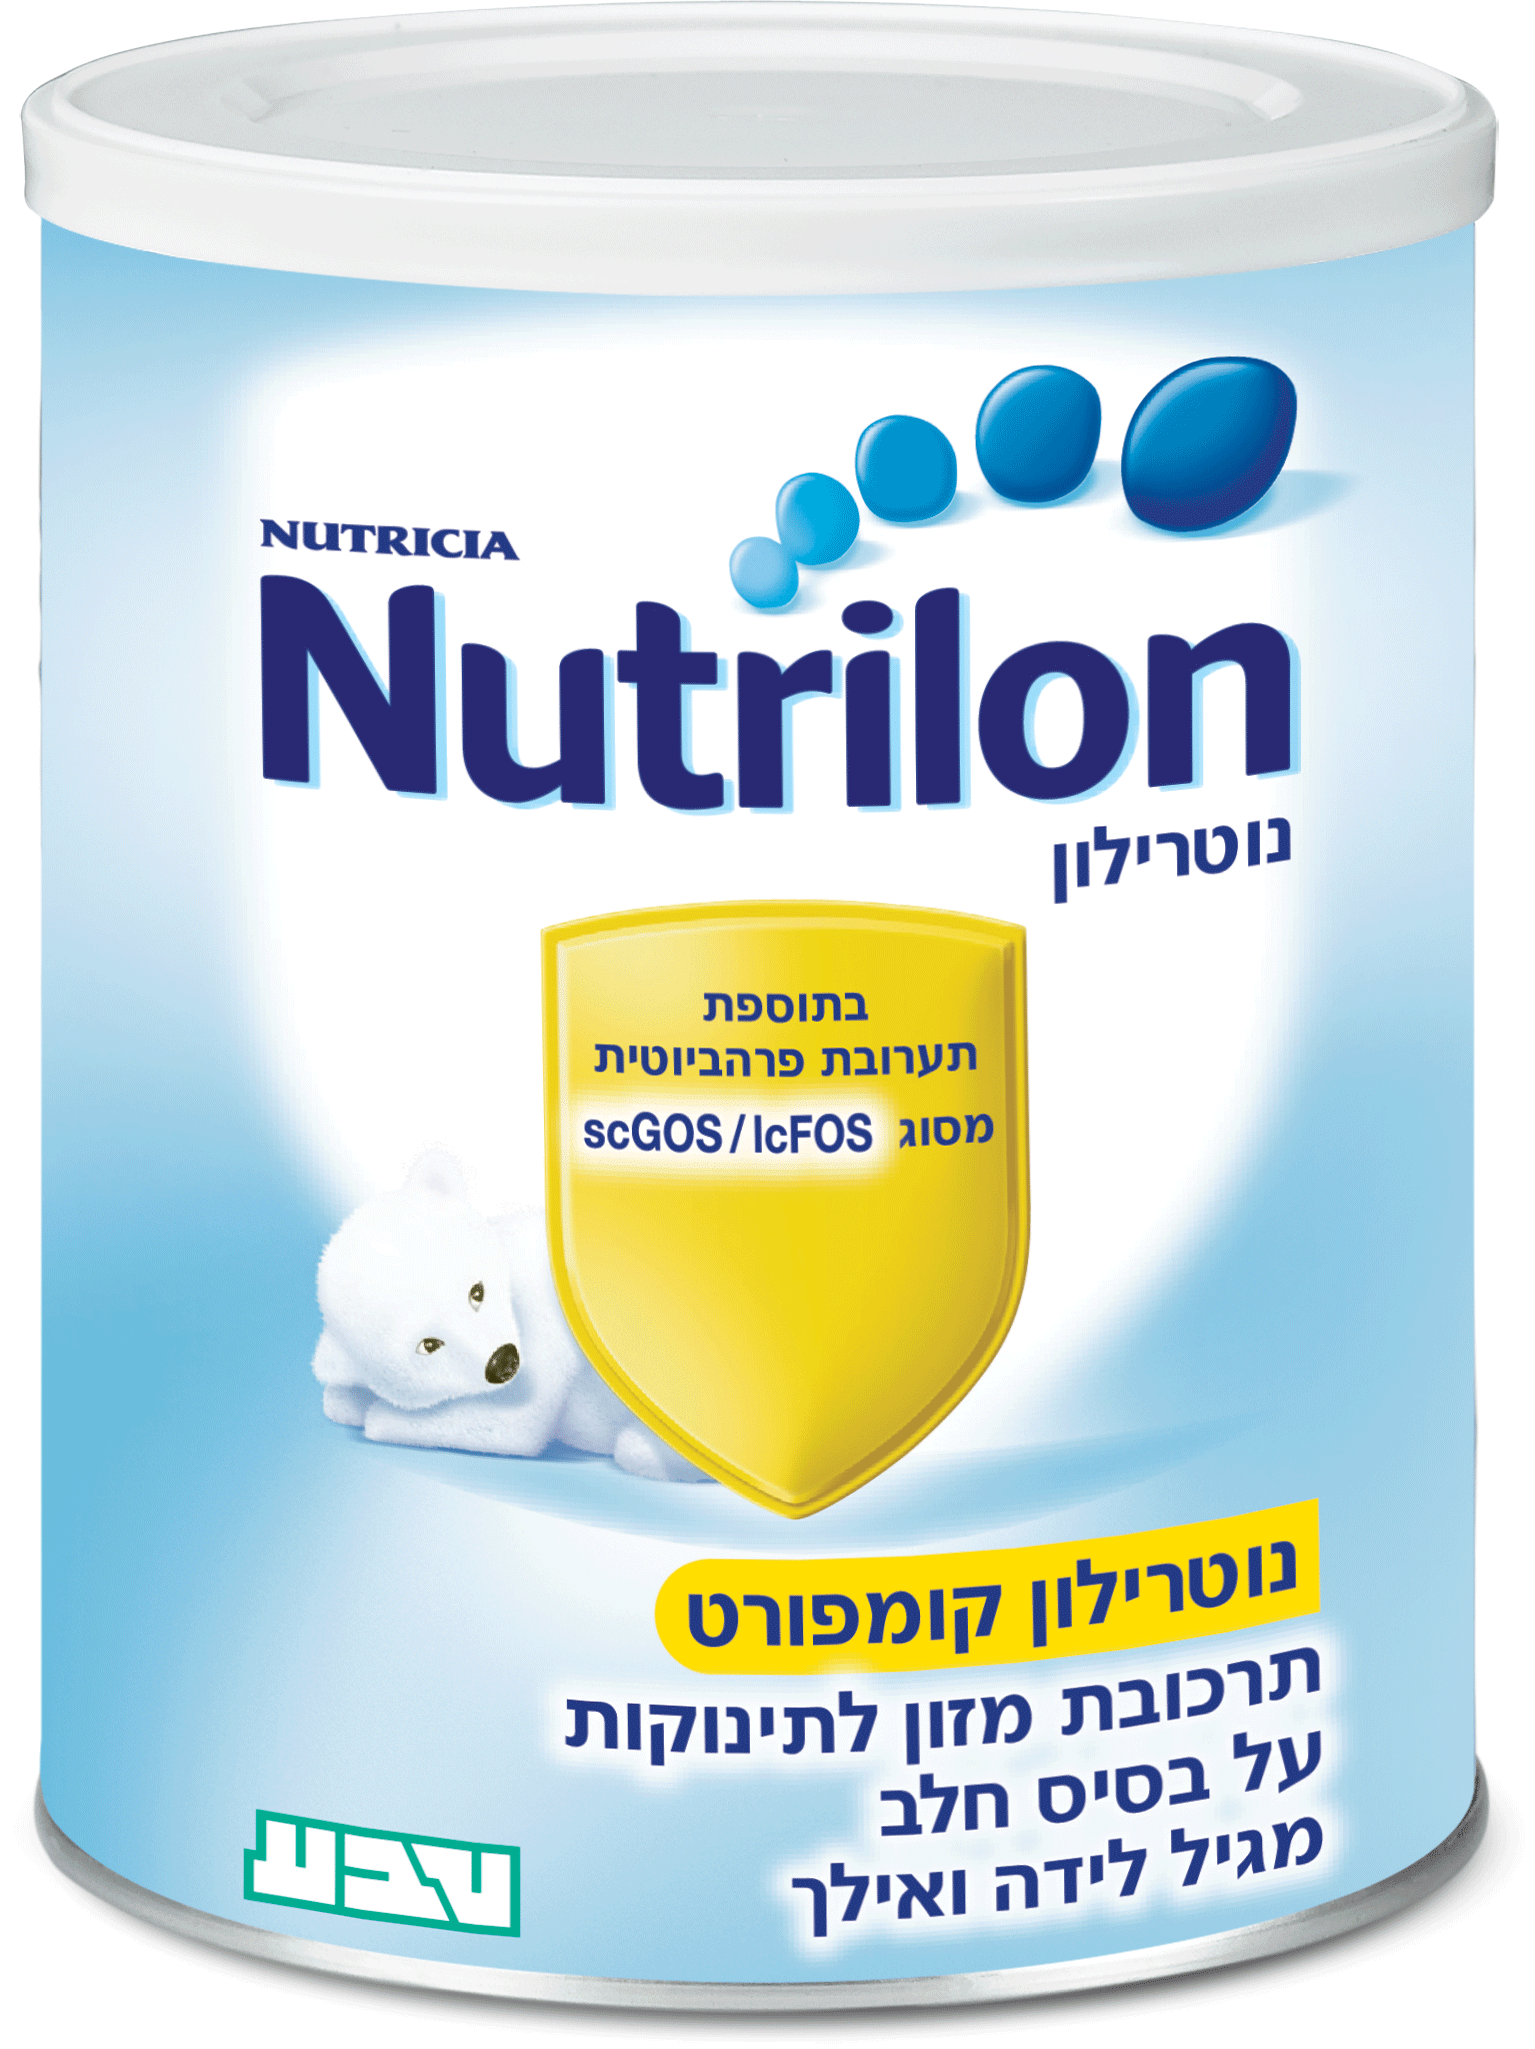 NUTRICIA
Nutrilon
נוטרילון
בתוספת
תערובת פרהביוטית
מסוג scGOS/lcFOS
נוטרילון קומפורט
תרכובת מזון לתינוקות
על בסיס חלב
מגיל לידה ואילך
טבע